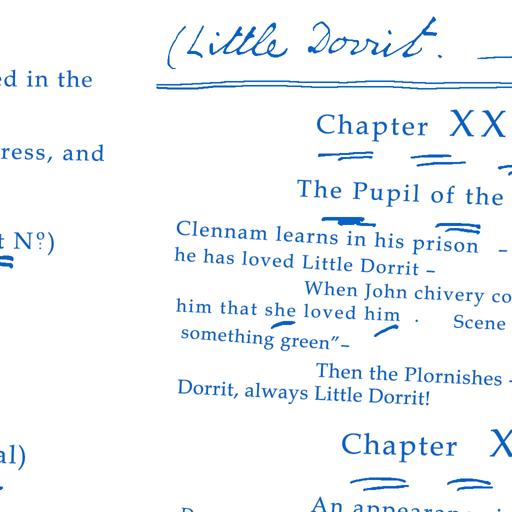 (Little Dorrit. —
ed in the
Chapter XX
ress, and
The Pupil of the
t Nº.)
Clennam learns in his prison –
he has loved Little Dorrit –
When John chivery co
him that she loved him . Scene
something green”–
Then the Plornishes -
Dorrit, always Little Dorrit!
al)
Chapter X
An appearan